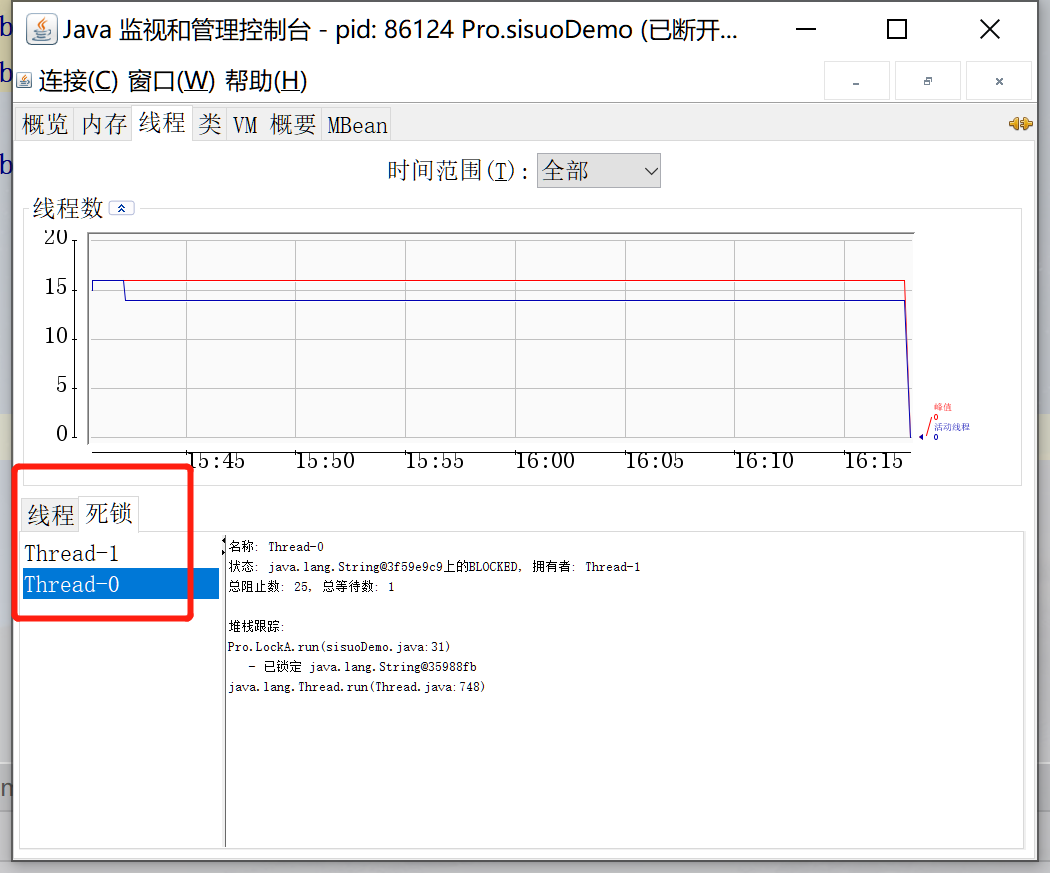 Java 监视和管理控制台 - pid: 86124 Pro.sisuoDemo (已断开...
连接(C) 窗口(W) 帮助(H)
概览 内存 线程 类 VM 概要 MBean
时间范围(T): 全部
线程数
20
15
10
5
0
峰值
0
活动线程
0
15:45 15:50 15:55 16:00 16:05 16:10 16:15
线程 死锁
Thread-1
Thread-0
名称: Thread-0
状态: java.lang.String@3f59e9c9上的BLOCKED, 拥有者: Thread-1
总阻止数: 25, 总等待数: 1
堆栈跟踪:
Pro.LockA.run(sisuoDemo.java:31)
- 已锁定 java.lang.String@35988fb
java.lang.Thread.run(Thread.java:748)